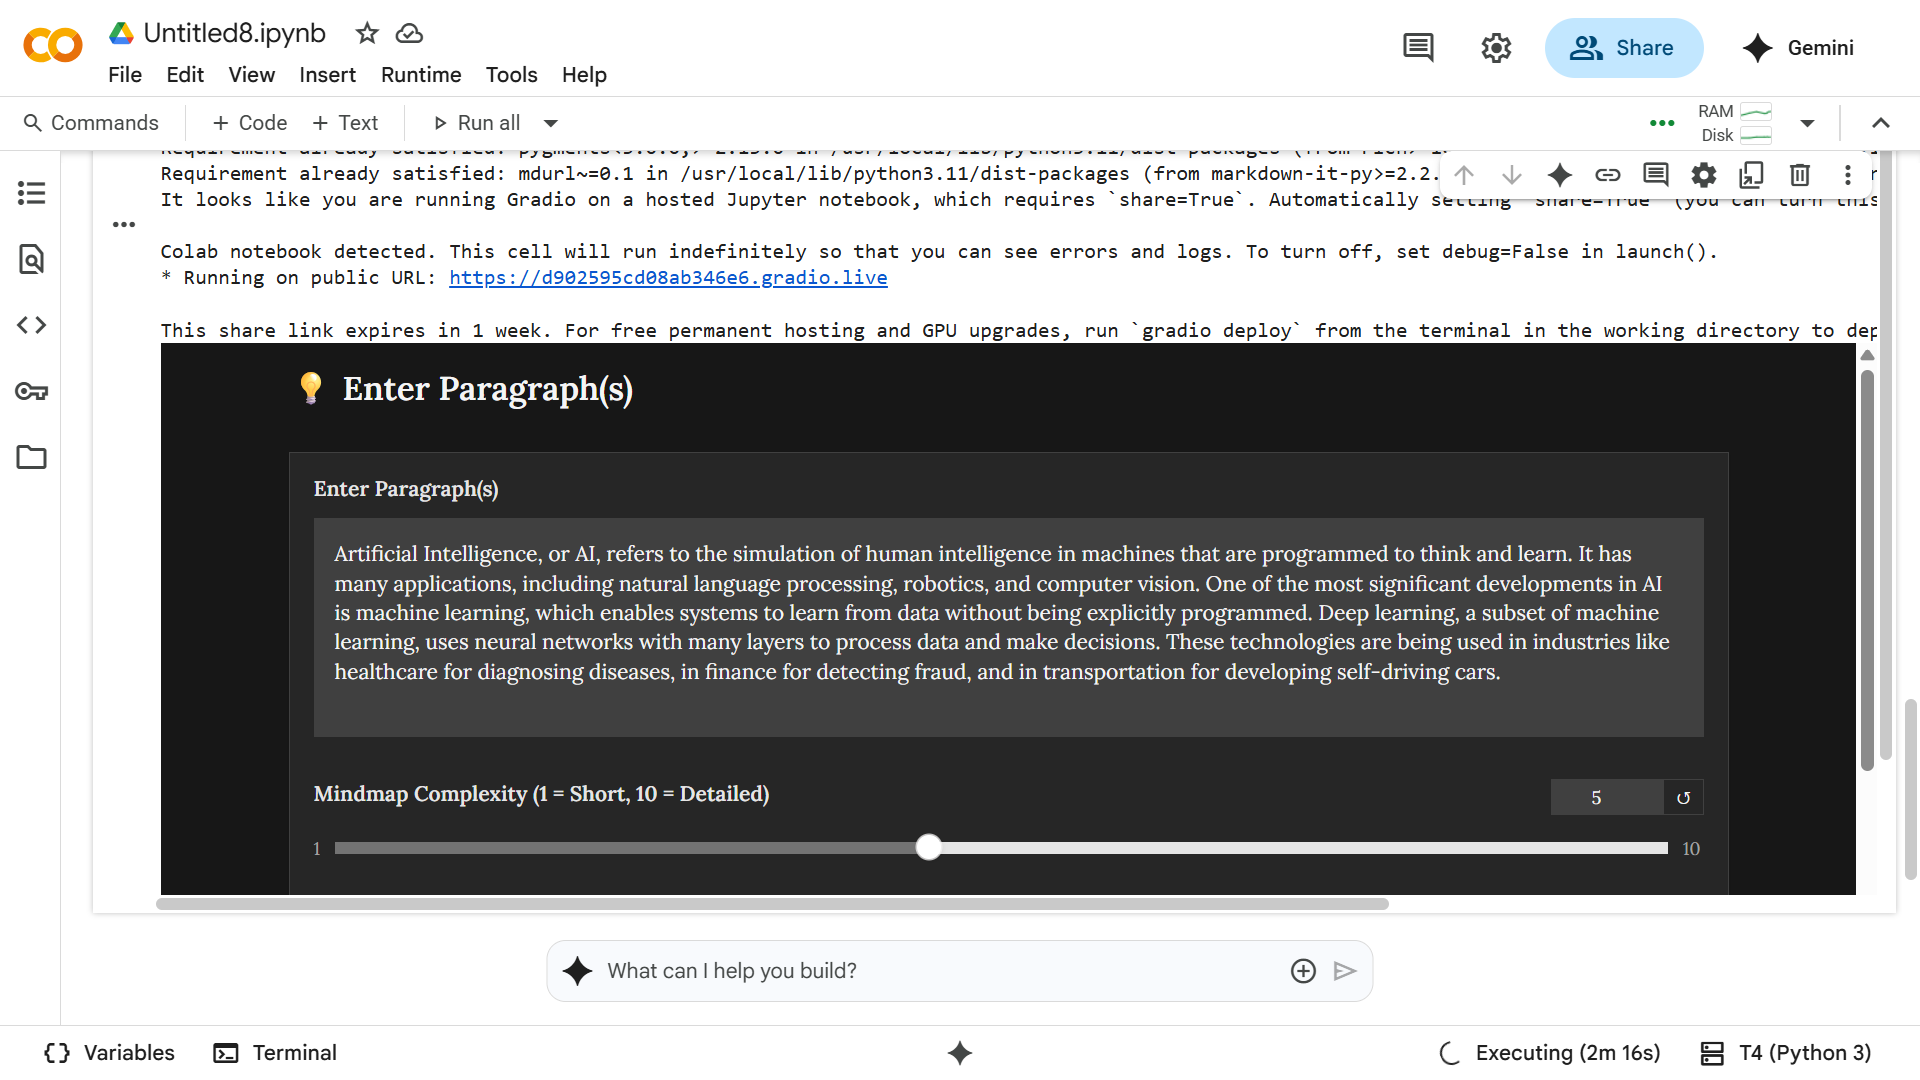 Untitled8.ipynb
File Edit View Insert Runtime Tools Help
Share
Gemini
Commands
+ Code + Text
Run all
RAM
Disk
Requirement already satisfied:
Requirement already satisfied: mdurl~=0.1 in /usr/local/lib/python3.11/dist-packages (from markdown-it-py>=2.2.
It looks like you are running Gradio on a hosted Jupyter notebook, which requires `share=True`. Automatically setting `share=True` (you can turn this
Colab notebook detected. This cell will run indefinitely so that you can see errors and logs. To turn off, set debug=False in launch().
* Running on public URL: https://d902595cd08ab346e6.gradio.live
This share link expires in 1 week. For free permanent hosting and GPU upgrades, run `gradio deploy` from the terminal in the working directory to dep
💡 Enter Paragraph(s)
Enter Paragraph(s)
Artificial Intelligence, or AI, refers to the simulation of human intelligence in machines that are programmed to think and learn. It has
many applications, including natural language processing, robotics, and computer vision. One of the most significant developments in AI
is machine learning, which enables systems to learn from data without being explicitly programmed. Deep learning, a subset of machine
learning, uses neural networks with many layers to process data and make decisions. These technologies are being used in industries like
healthcare for diagnosing diseases, in finance for detecting fraud, and in transportation for developing self-driving cars.
Mindmap Complexity (1 = Short, 10 = Detailed)
5
1
10
What can I help you build?
Variables
Terminal
Executing (2m 16s)
T4 (Python 3)